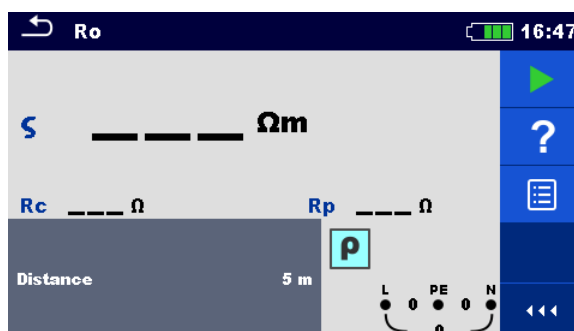 Ro 16:47
ς ___ Ωm
?
Rc ___ Ω Rp ___ Ω
ρ
Distance 5 m
L PE N
0 0
0